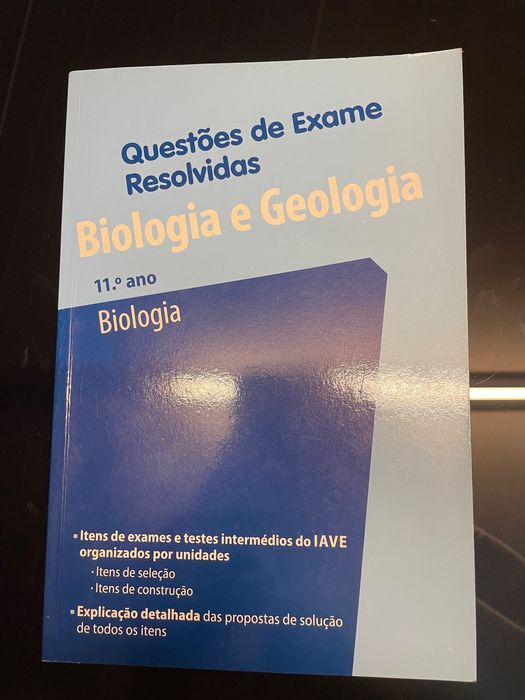 Questões de Exame
Resolvidas
Biologia e Geologia
11.º ano
Biologia
▪ Itens de exames e testes intermédios do IAVE
organizados por unidades
· Itens de seleção
· Itens de construção
▪ Explicação detalhada das propostas de solução
de todos os itens